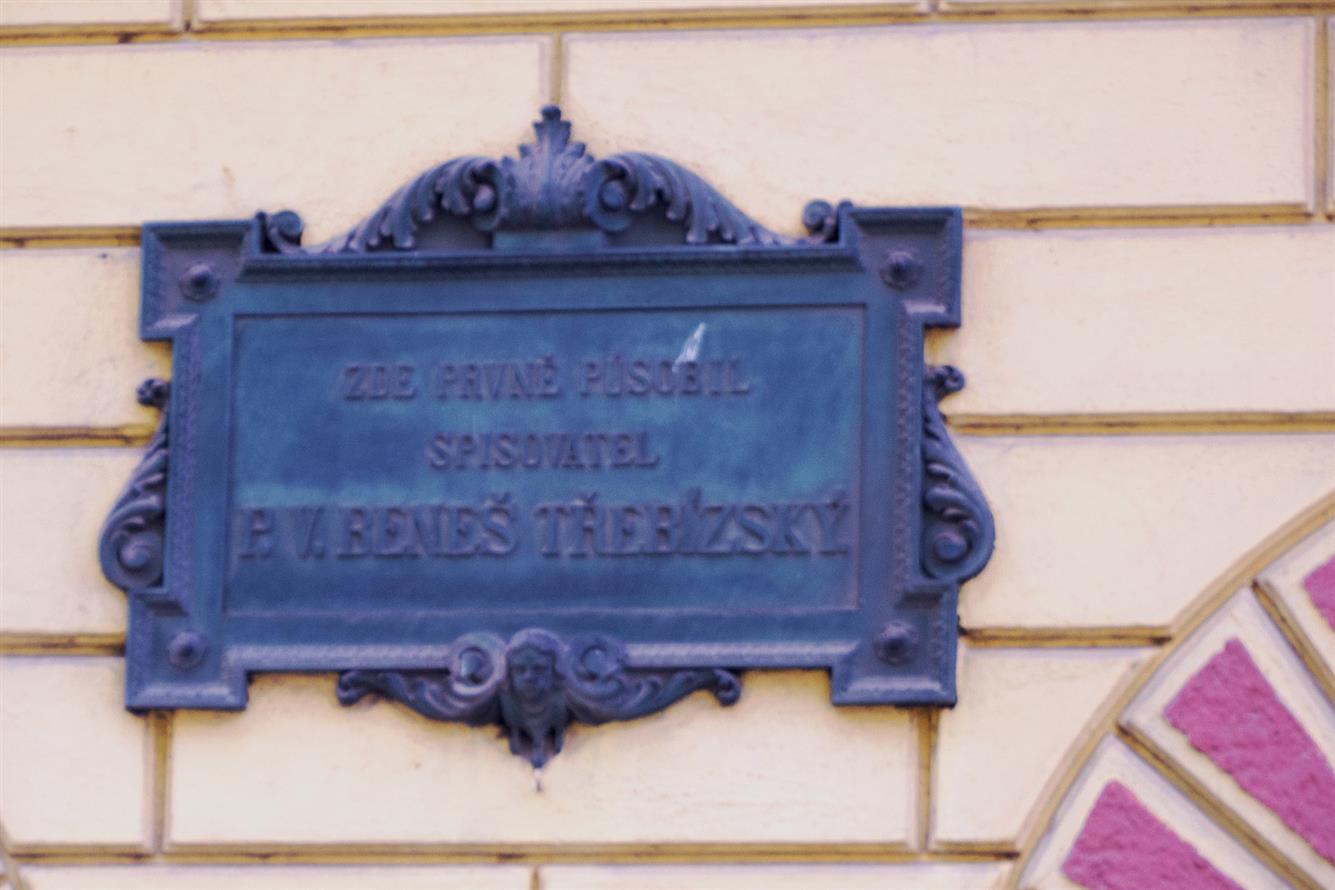 ZDE PRVNĚ PŮSOBIL
SPISOVATEL
P. V. BENEŠ TŘEBÍZSKÝ.